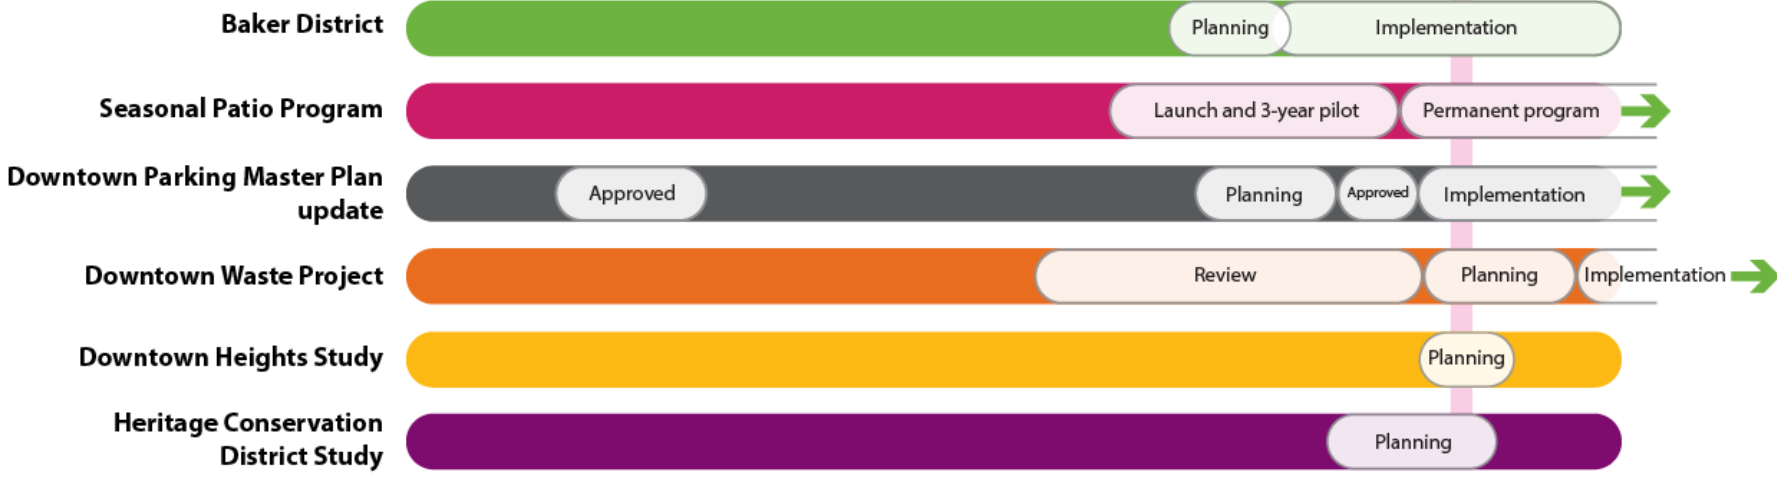 Baker District
Planning
Implementation
Seasonal Patio Program
Launch and 3-year pilot
Permanent program
Downtown Parking Master Plan
update
Approved
Planning
Approved
Implementation
Downtown Waste Project
Review
Planning
Implementation
Downtown Heights Study
Planning
Heritage Conservation
District Study
Planning